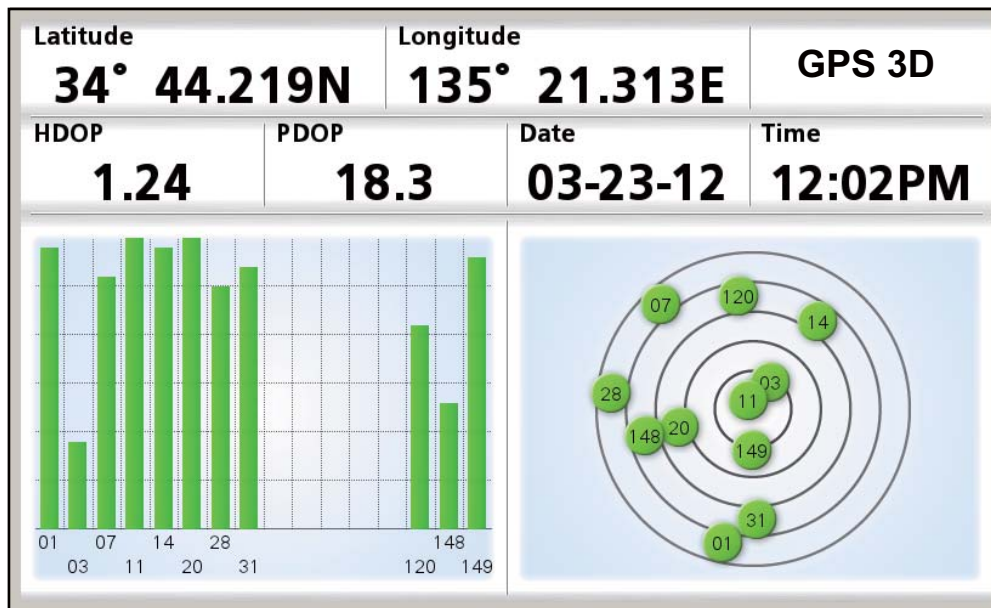 Latitude Longitude
34° 44.219N 135° 21.313E GPS 3D
HDOP PDOP Date Time
1.24 18.3 03-23-12 12:02PM
01 07 14 28 148
03 11 20 31 120 149
07 120 14
28 03
11
148 20 149
31
01